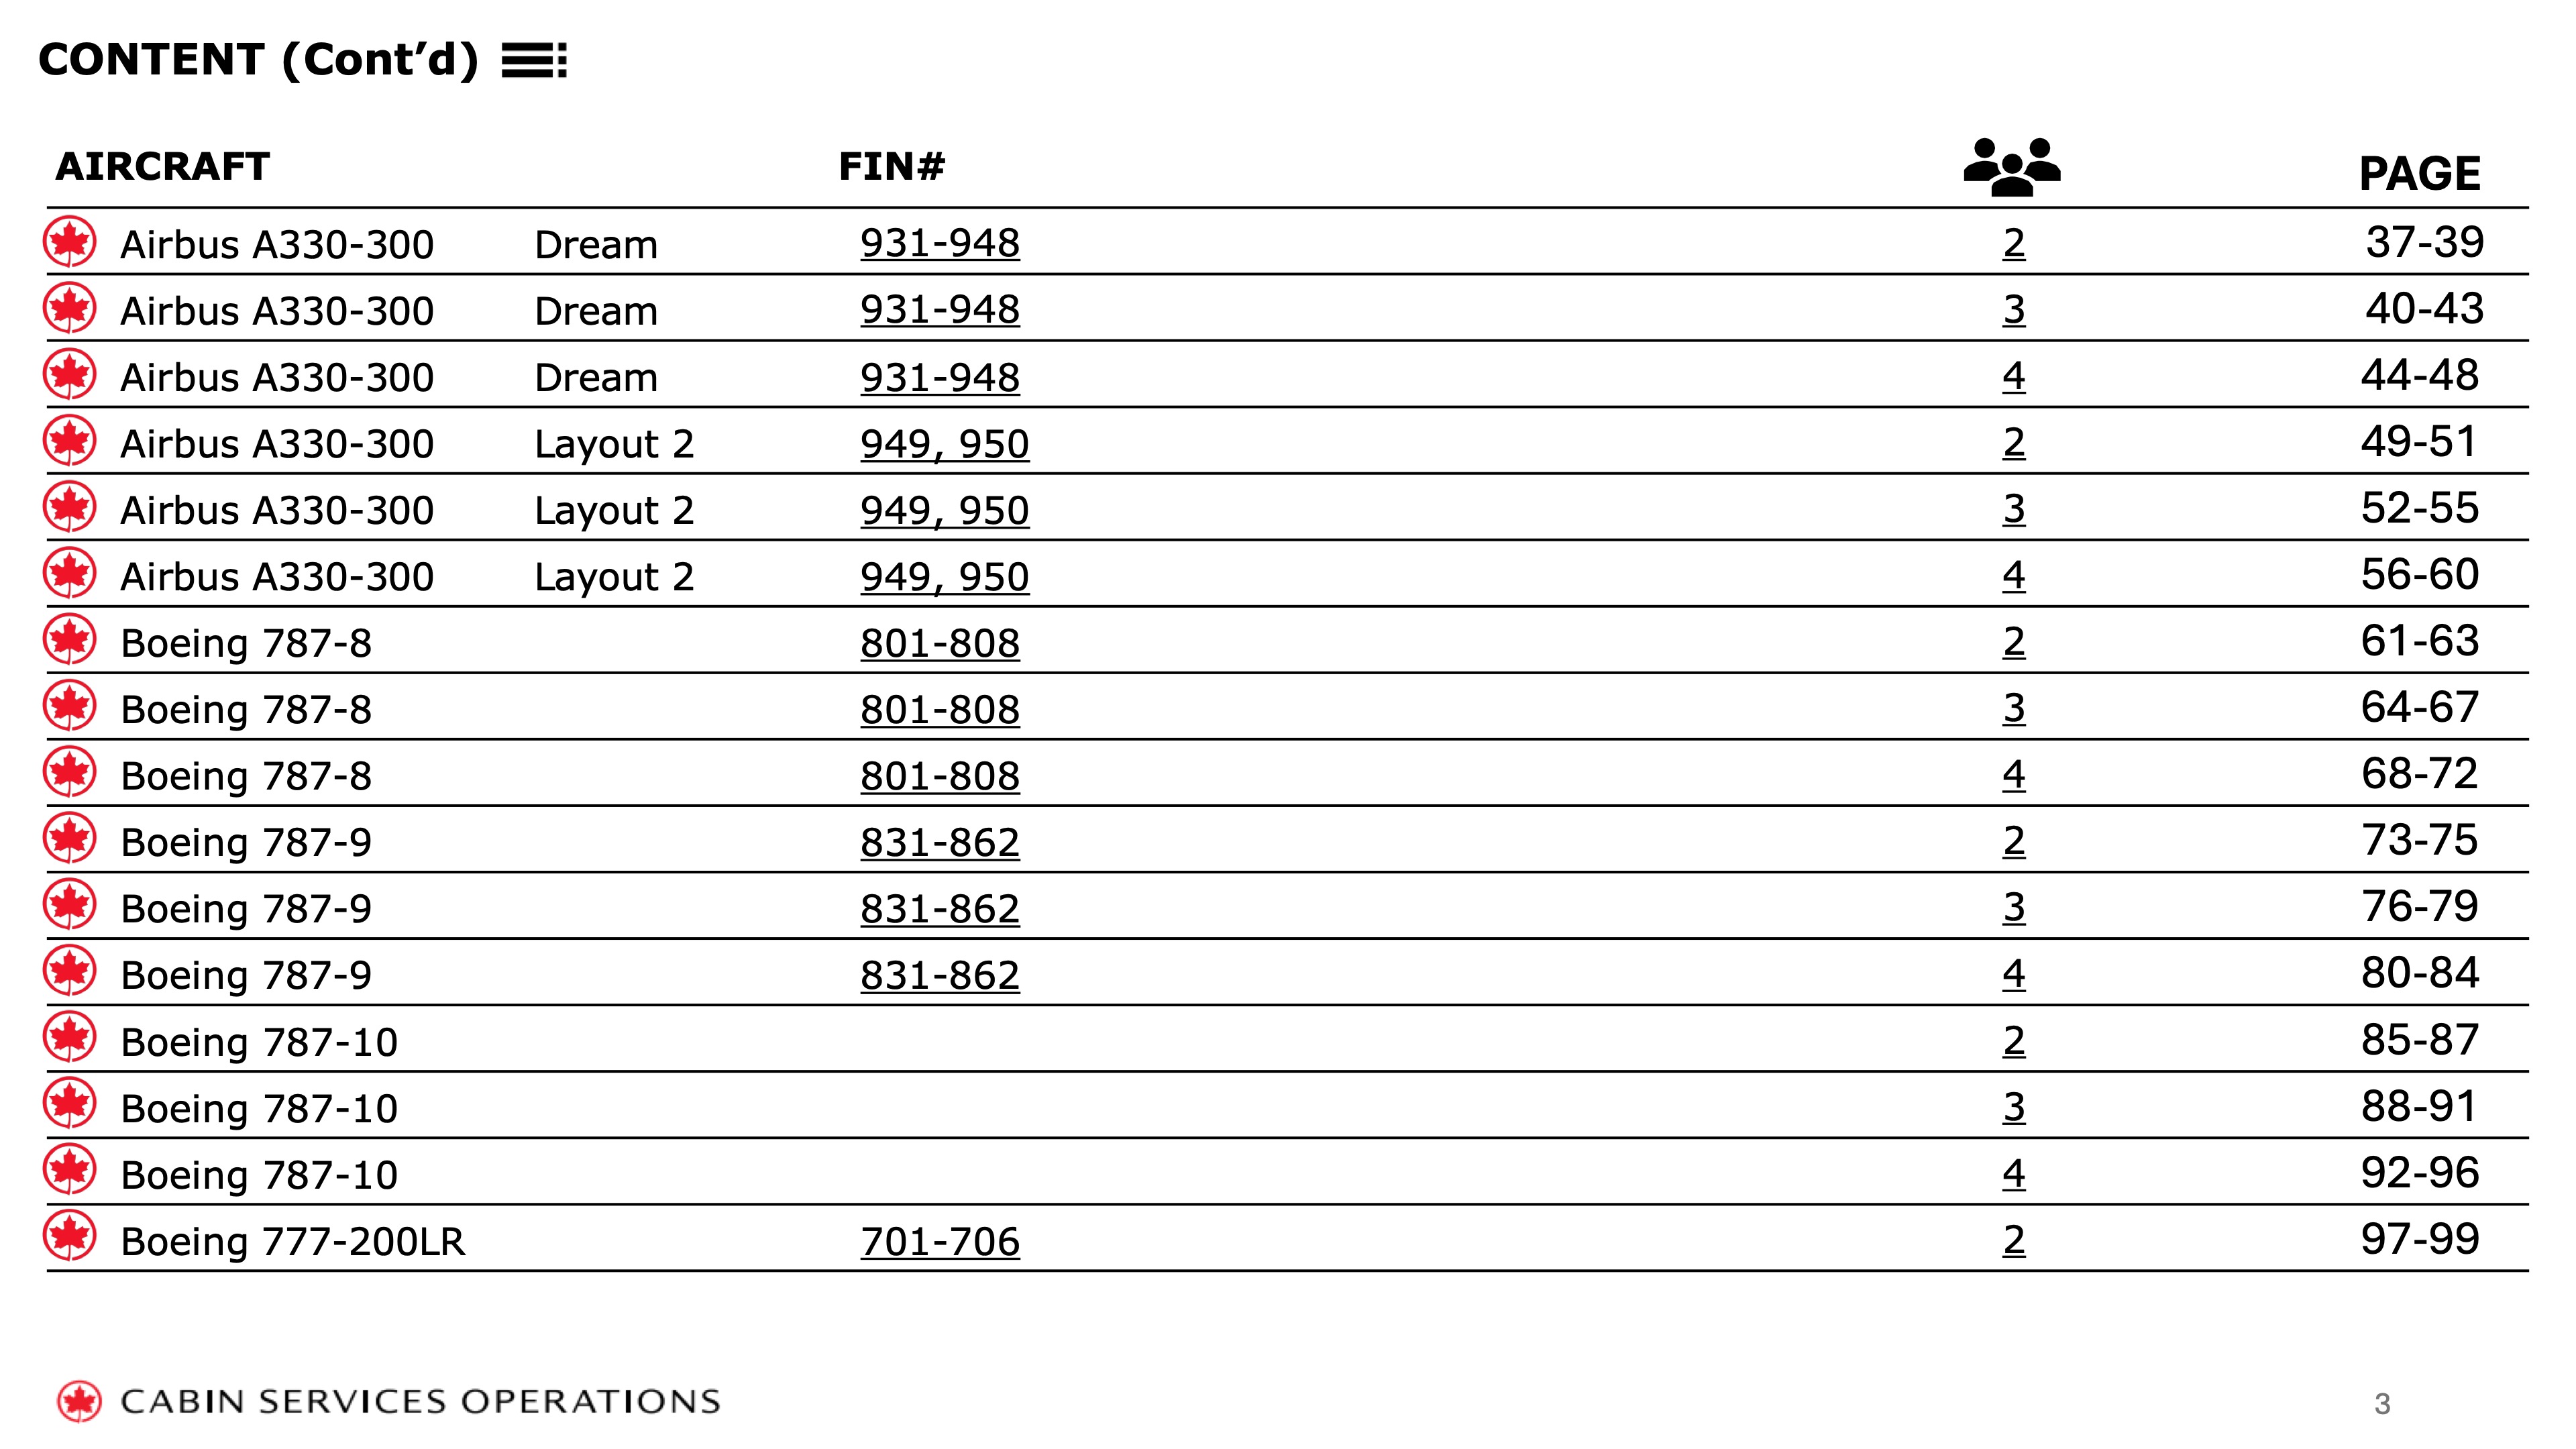 CONTENT (Cont’d)
AIRCRAFT FIN# PAGE
Airbus A330-300 Dream 931-948 2 37-39
Airbus A330-300 Dream 931-948 3 40-43
Airbus A330-300 Dream 931-948 4 44-48
Airbus A330-300 Layout 2 949, 950 2 49-51
Airbus A330-300 Layout 2 949, 950 3 52-55
Airbus A330-300 Layout 2 949, 950 4 56-60
Boeing 787-8 801-808 2 61-63
Boeing 787-8 801-808 3 64-67
Boeing 787-8 801-808 4 68-72
Boeing 787-9 831-862 2 73-75
Boeing 787-9 831-862 3 76-79
Boeing 787-9 831-862 4 80-84
Boeing 787-10 2 85-87
Boeing 787-10 3 88-91
Boeing 787-10 4 92-96
Boeing 777-200LR 701-706 2 97-99
CABIN SERVICES OPERATIONS 3